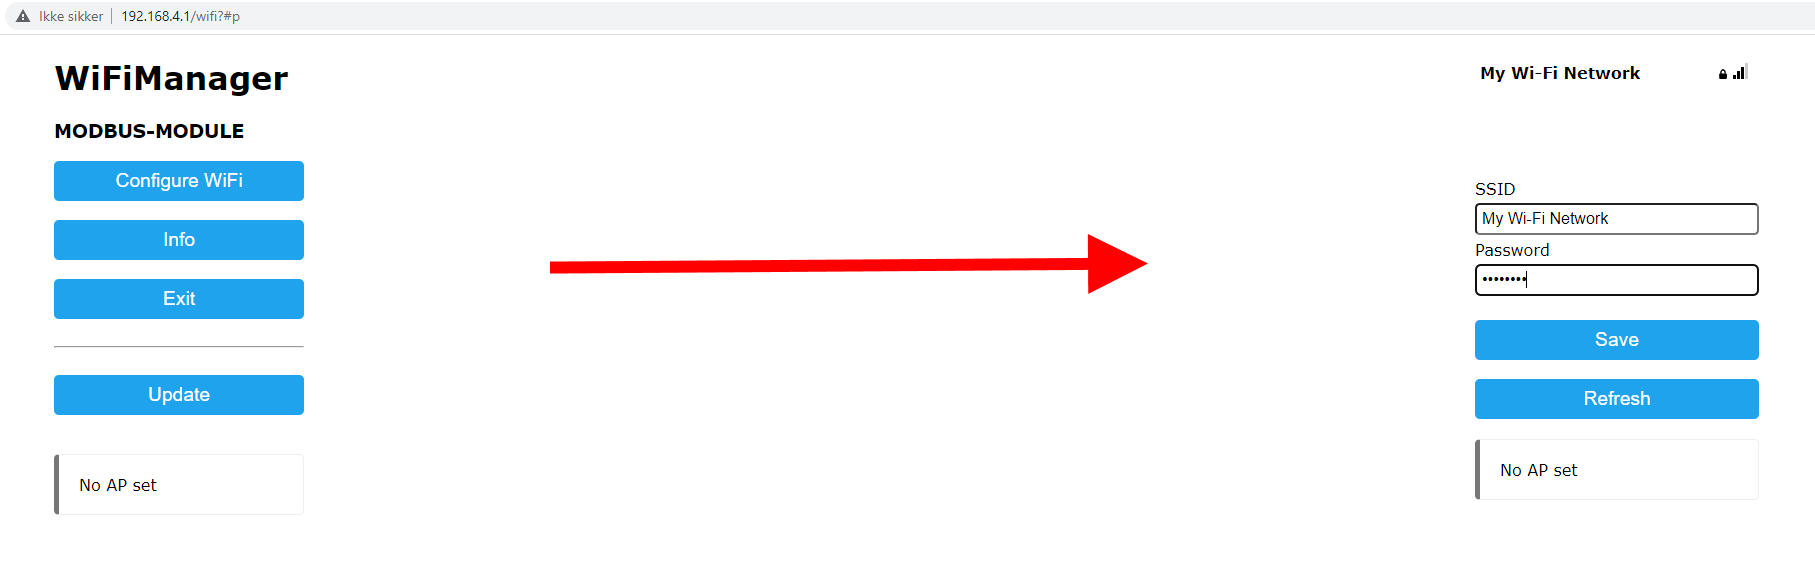 Ikke sikker 192.168.4.1/wifi?#p
WiFiManager
MODBUS-MODULE
Configure WiFi
Info
Exit
Update
No AP set
My Wi-Fi Network
SSID
My Wi-Fi Network
Password
••••••••
Save
Refresh
No AP set